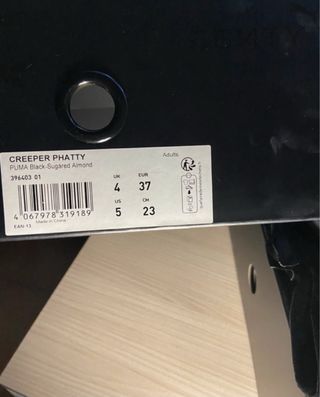 CREEPER PHATTY
PUMA Black-Sugared Almond
Adults
396403 01
UK EUR
4 37
US CM
5 23
4 067978 319189
EAN 13
Made in China